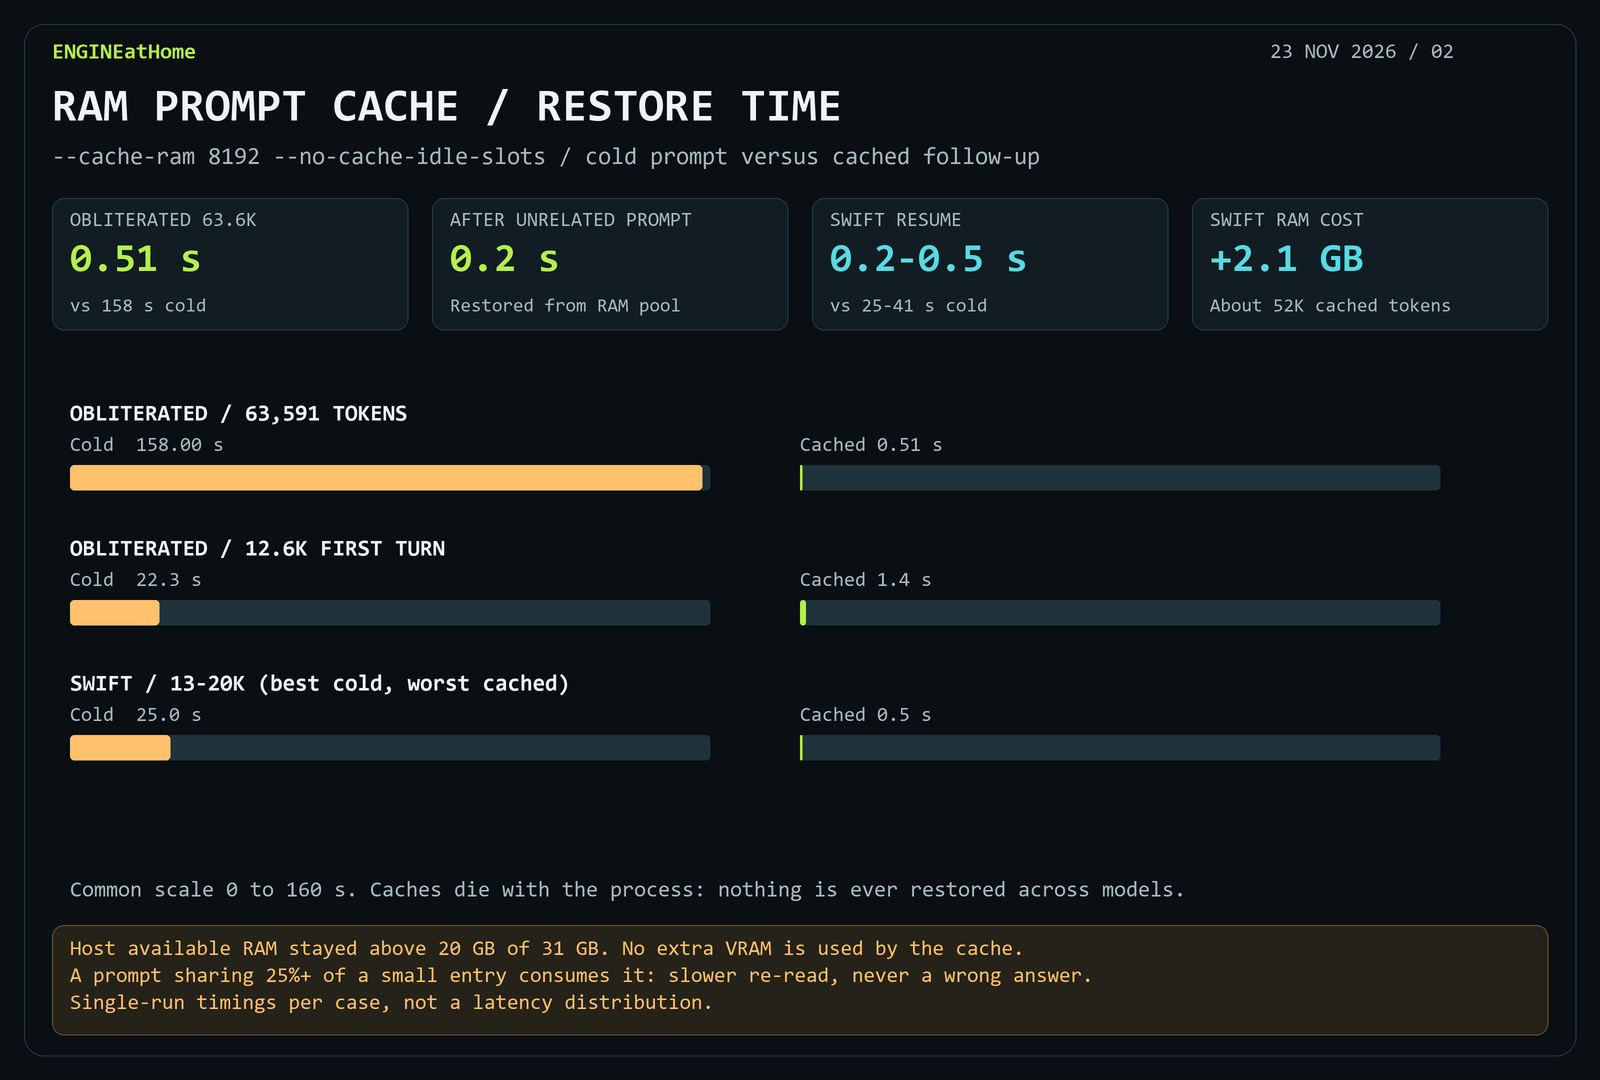 ENGINEatHome
23 NOV 2026 / 02
RAM PROMPT CACHE / RESTORE TIME
--cache-ram 8192 --no-cache-idle-slots / cold prompt versus cached follow-up
OBLITERATED 63.6K
0.51 s
vs 158 s cold
AFTER UNRELATED PROMPT
0.2 s
Restored from RAM pool
SWIFT RESUME
0.2-0.5 s
vs 25-41 s cold
SWIFT RAM COST
+2.1 GB
About 52K cached tokens
OBLITERATED / 63,591 TOKENS
Cold 158.00 s
Cached 0.51 s
OBLITERATED / 12.6K FIRST TURN
Cold 22.3 s
Cached 1.4 s
SWIFT / 13-20K (best cold, worst cached)
Cold 25.0 s
Cached 0.5 s
Common scale 0 to 160 s. Caches die with the process: nothing is ever restored across models.
Host available RAM stayed above 20 GB of 31 GB. No extra VRAM is used by the cache.
A prompt sharing 25%+ of a small entry consumes it: slower re-read, never a wrong answer.
Single-run timings per case, not a latency distribution.